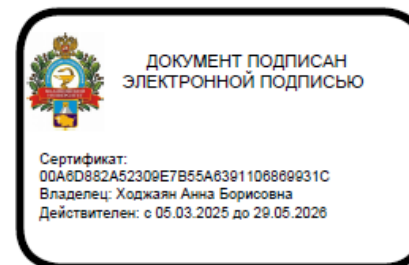 ДОКУМЕНТ ПОДПИСАН
ЭЛЕКТРОННОЙ ПОДПИСЬЮ
Сертификат:
00A6D882A52309E7B55A6391106869931C
Владелец: Ходжаян Анна Борисовна
Действителен: с 05.03.2025 до 29.05.2026